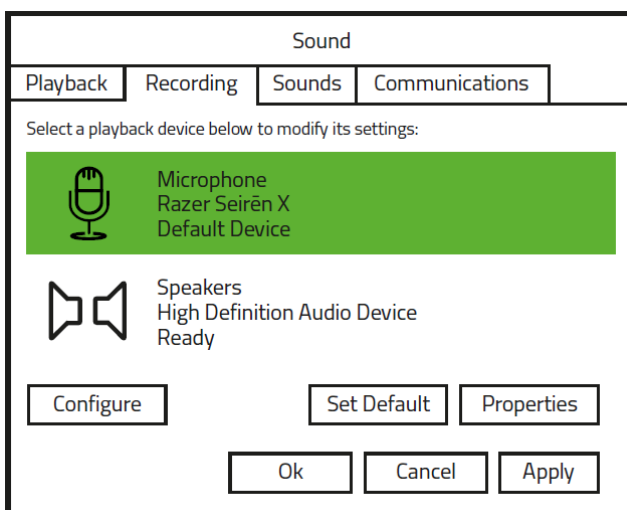 Sound
Playback Recording Sounds Communications
Select a playback device below to modify its settings:
Microphone
Razer Seirēn X
Default Device
Speakers
High Definition Audio Device
Ready
Configure Set Default Properties
Ok Cancel Apply